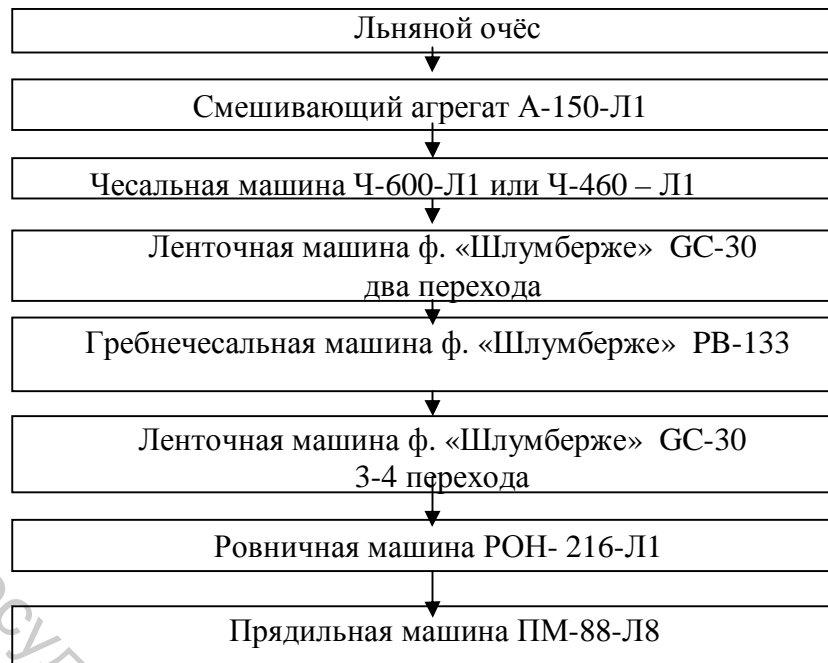 Льняной очёс
Смешивающий агрегат А-150-Л1
Чесальная машина Ч-600-Л1 или Ч-460 – Л1
Ленточная машина ф. «Шлумберже» GC-30
два перехода
Гребнечесальная машина ф. «Шлумберже» РВ-133
Ленточная машина ф. «Шлумберже» GC-30
3-4 перехода
Ровничная машина РОН- 216-Л1
Прядильная машина ПМ-88-Л8